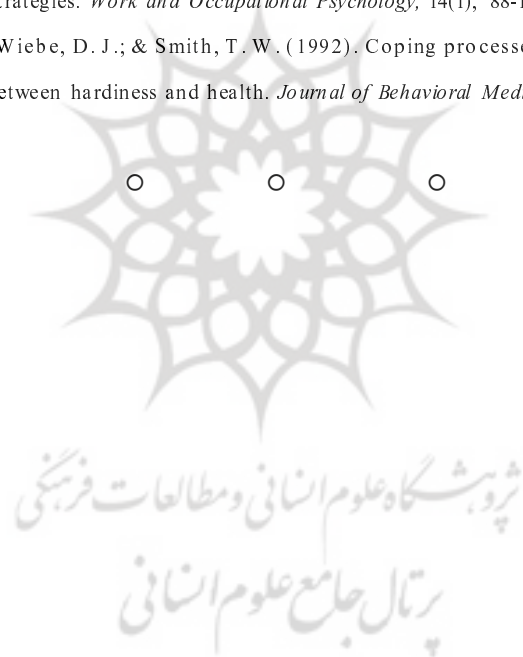 trategies. Work and Occupational Psychology, 14(1), 88-1
Wiebe, D. J.; & Smith, T. W. (1992). Coping processe
etween hardiness and health. Journal of Behavioral Med
پژوهشگاه علوم انسانی و مطالعات فرهنگی
پرتال جامع علوم انسانی